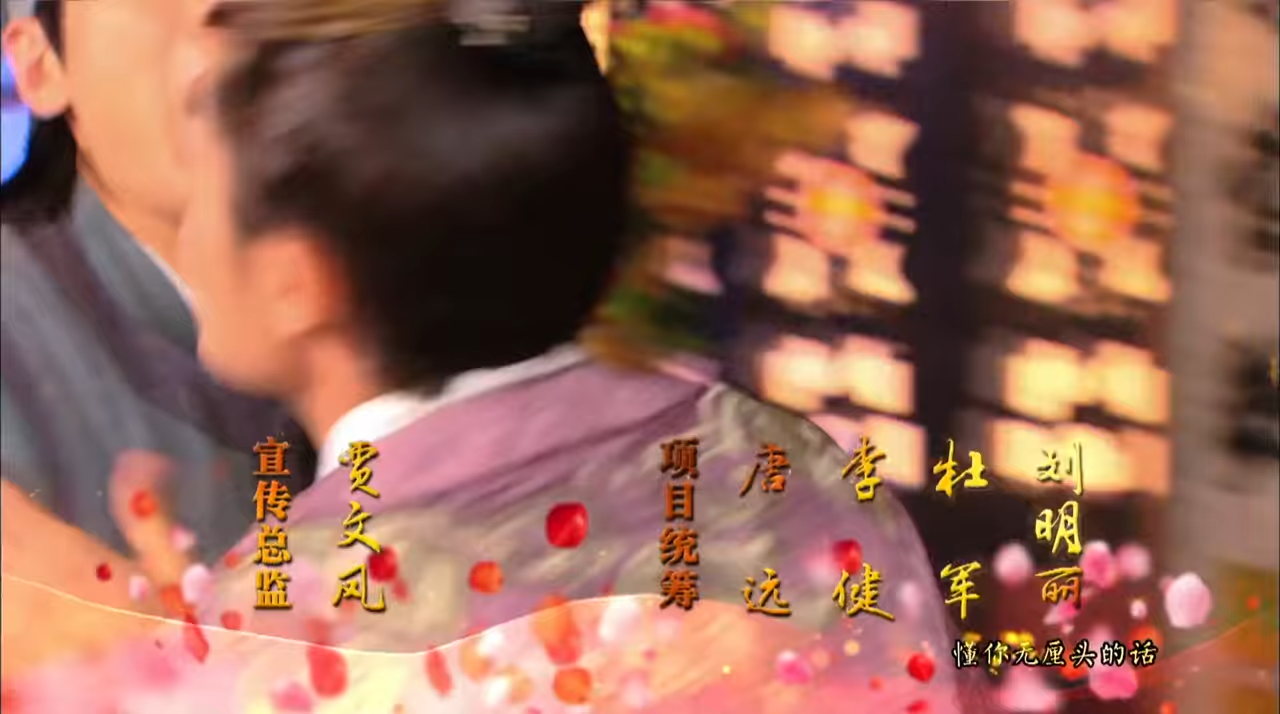 宣传总监
贾文风
项目统筹
唐远
李健
杜军
刘明丽
懂你无厘头的话